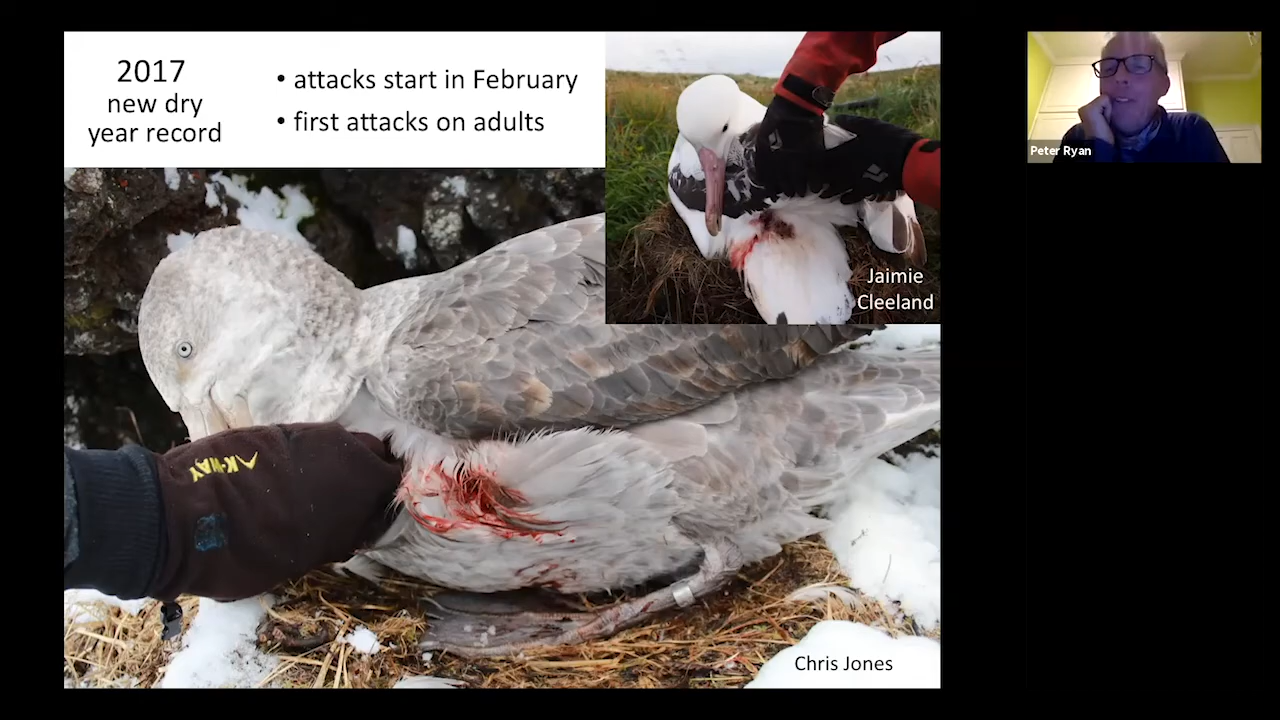 2017
new dry
year record
• attacks start in February
• first attacks on adults
Jaimie
Cleeland
Peter Ryan
AK·WAY
Chris Jones